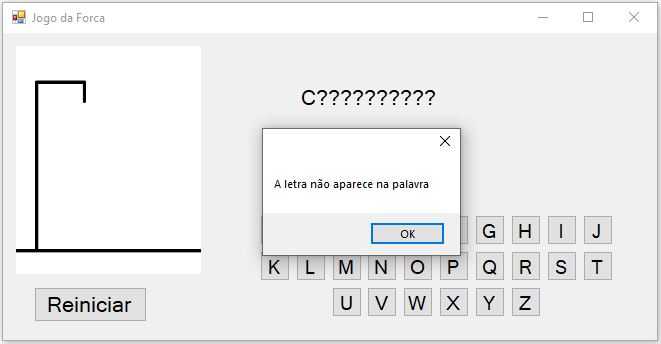 Jogo da Forca
C??????????
A letra não aparece na palavra
OK
G H I J
K L M N O P Q R S T
U V W X Y Z
Reiniciar